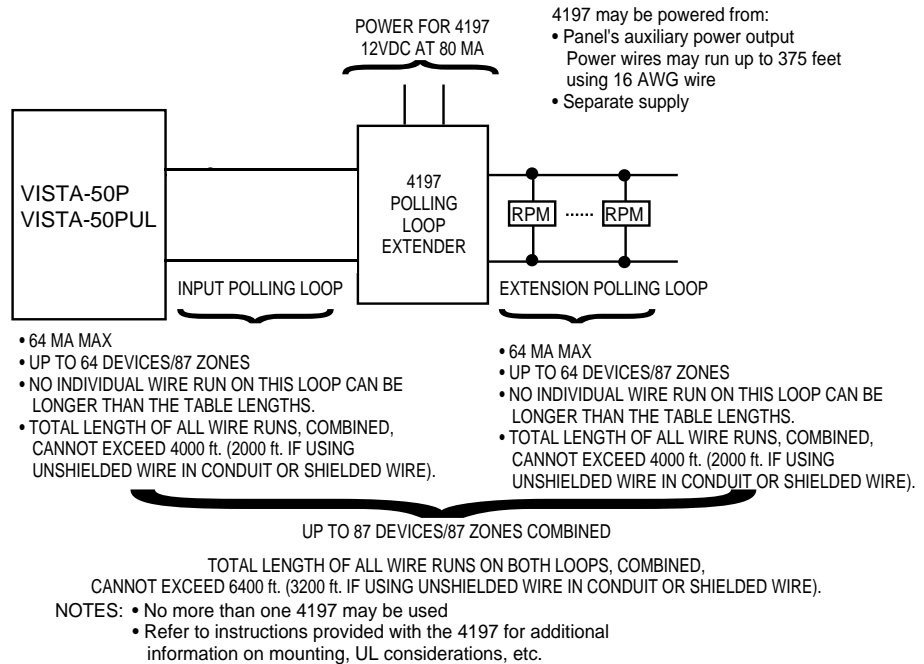 POWER FOR 4197
12VDC AT 80 MA
4197 may be powered from:
• Panel's auxiliary power output
Power wires may run up to 375 feet
using 16 AWG wire
• Separate supply
VISTA-50P
VISTA-50PUL
4197
POLLING
LOOP
EXTENDER
RPM ...... RPM
INPUT POLLING LOOP
EXTENSION POLLING LOOP
• 64 MA MAX
• UP TO 64 DEVICES/87 ZONES
• NO INDIVIDUAL WIRE RUN ON THIS LOOP CAN BE
LONGER THAN THE TABLE LENGTHS.
• TOTAL LENGTH OF ALL WIRE RUNS, COMBINED,
CANNOT EXCEED 4000 ft. (2000 ft. IF USING
UNSHIELDED WIRE IN CONDUIT OR SHIELDED WIRE).
• 64 MA MAX
• UP TO 64 DEVICES/87 ZONES
• NO INDIVIDUAL WIRE RUN ON THIS LOOP CAN BE
LONGER THAN THE TABLE LENGTHS.
• TOTAL LENGTH OF ALL WIRE RUNS, COMBINED,
CANNOT EXCEED 4000 ft. (2000 ft. IF USING
UNSHIELDED WIRE IN CONDUIT OR SHIELDED WIRE).
UP TO 87 DEVICES/87 ZONES COMBINED
TOTAL LENGTH OF ALL WIRE RUNS ON BOTH LOOPS, COMBINED,
CANNOT EXCEED 6400 ft. (3200 ft. IF USING UNSHIELDED WIRE IN CONDUIT OR SHIELDED WIRE).
NOTES: • No more than one 4197 may be used
• Refer to instructions provided with the 4197 for additional
information on mounting, UL considerations, etc.